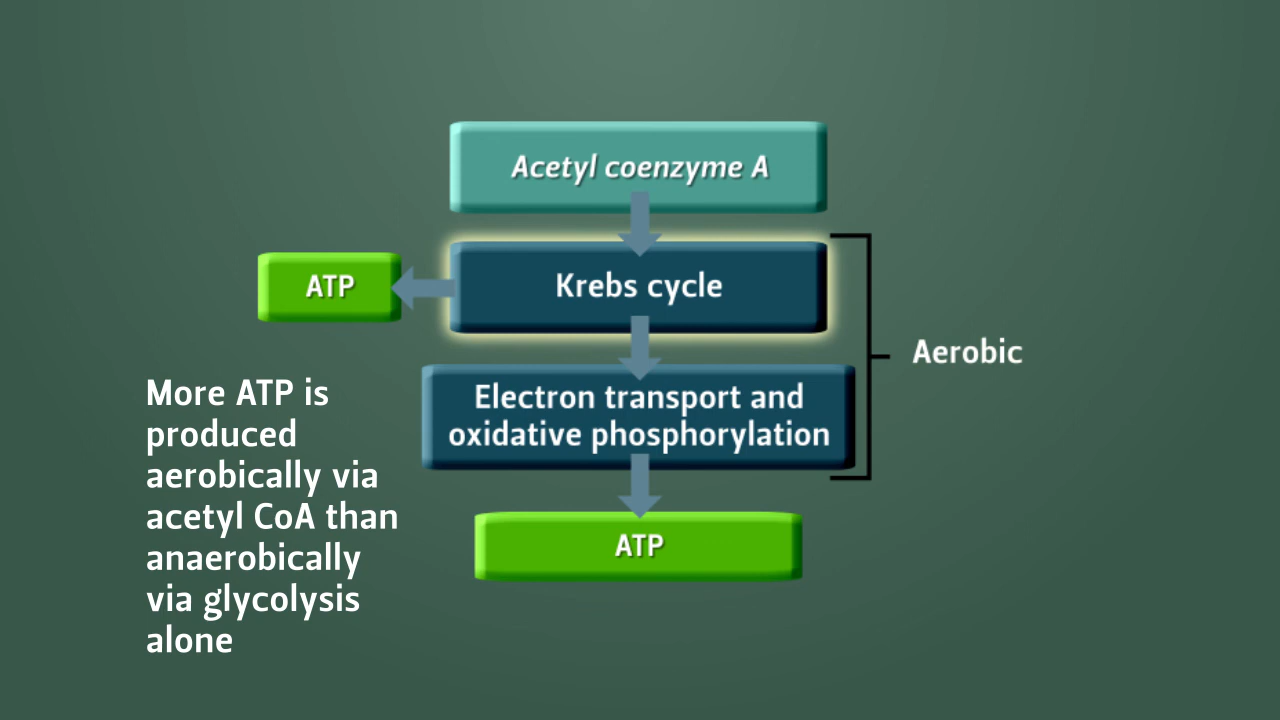 Acetyl coenzyme A
Krebs cycle
ATP
Aerobic
Electron transport and
oxidative phosphorylation
ATP
More ATP is
produced
aerobically via
acetyl CoA than
anaerobically
via glycolysis
alone